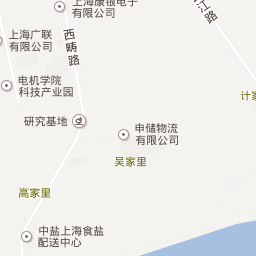 上海康银电子
有限公司
西畴路
江路
上海广联
有限公司
电机学院
科技产业园
计家
研究基地
申储物流
有限公司
吴家里
高家里
中盐上海食盐
配送中心